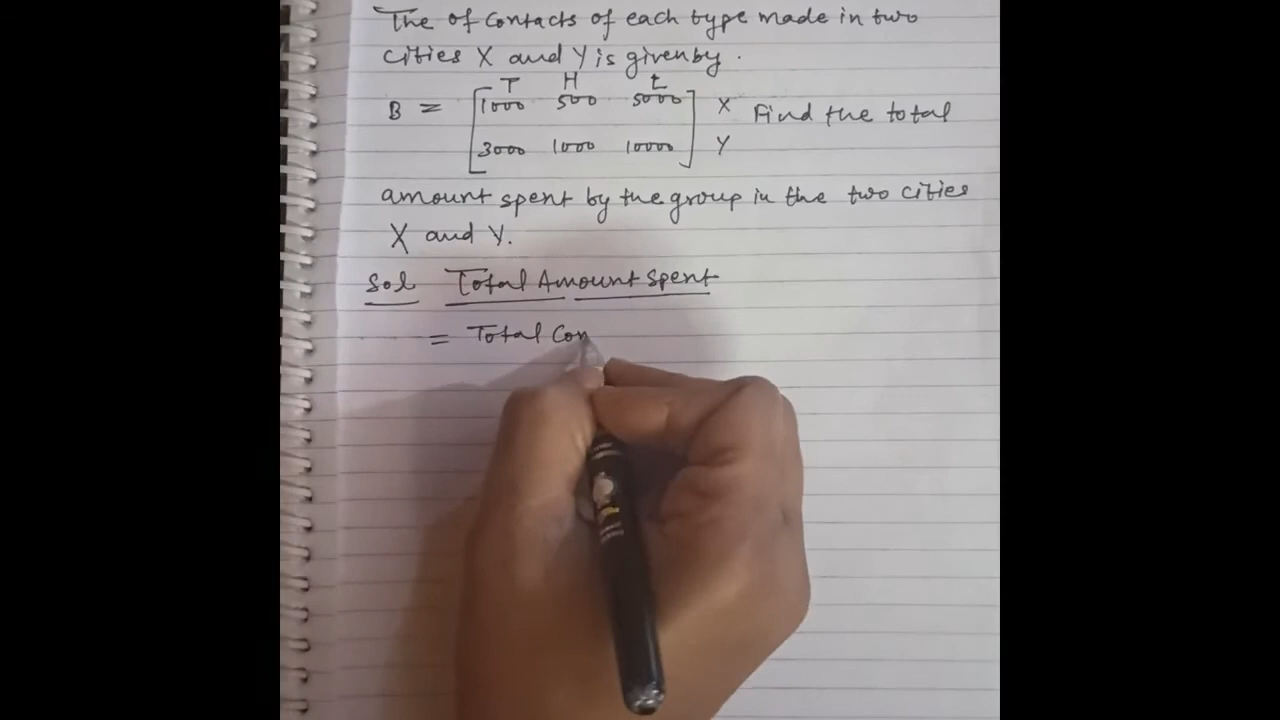 The of Contacts of each type made in two
cities X and Y is given by.
T H L
B = [1000 500 5000] X Find the total
3000 1000 10000 Y
amount spent by the group in the two cities
X and Y.
Sol Total Amount Spent
= Total Con